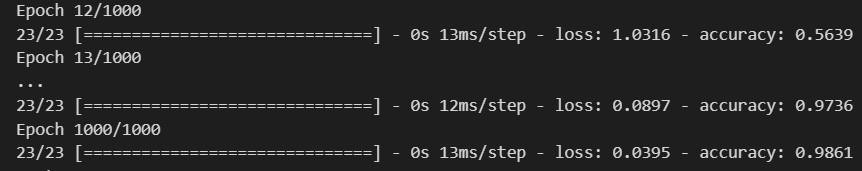 Epoch 12/1000
23/23 [==============================] - 0s 13ms/step - loss: 1.0316 - accuracy: 0.5639
Epoch 13/1000
...
23/23 [==============================] - 0s 12ms/step - loss: 0.0897 - accuracy: 0.9736
Epoch 1000/1000
23/23 [==============================] - 0s 13ms/step - loss: 0.0395 - accuracy: 0.9861